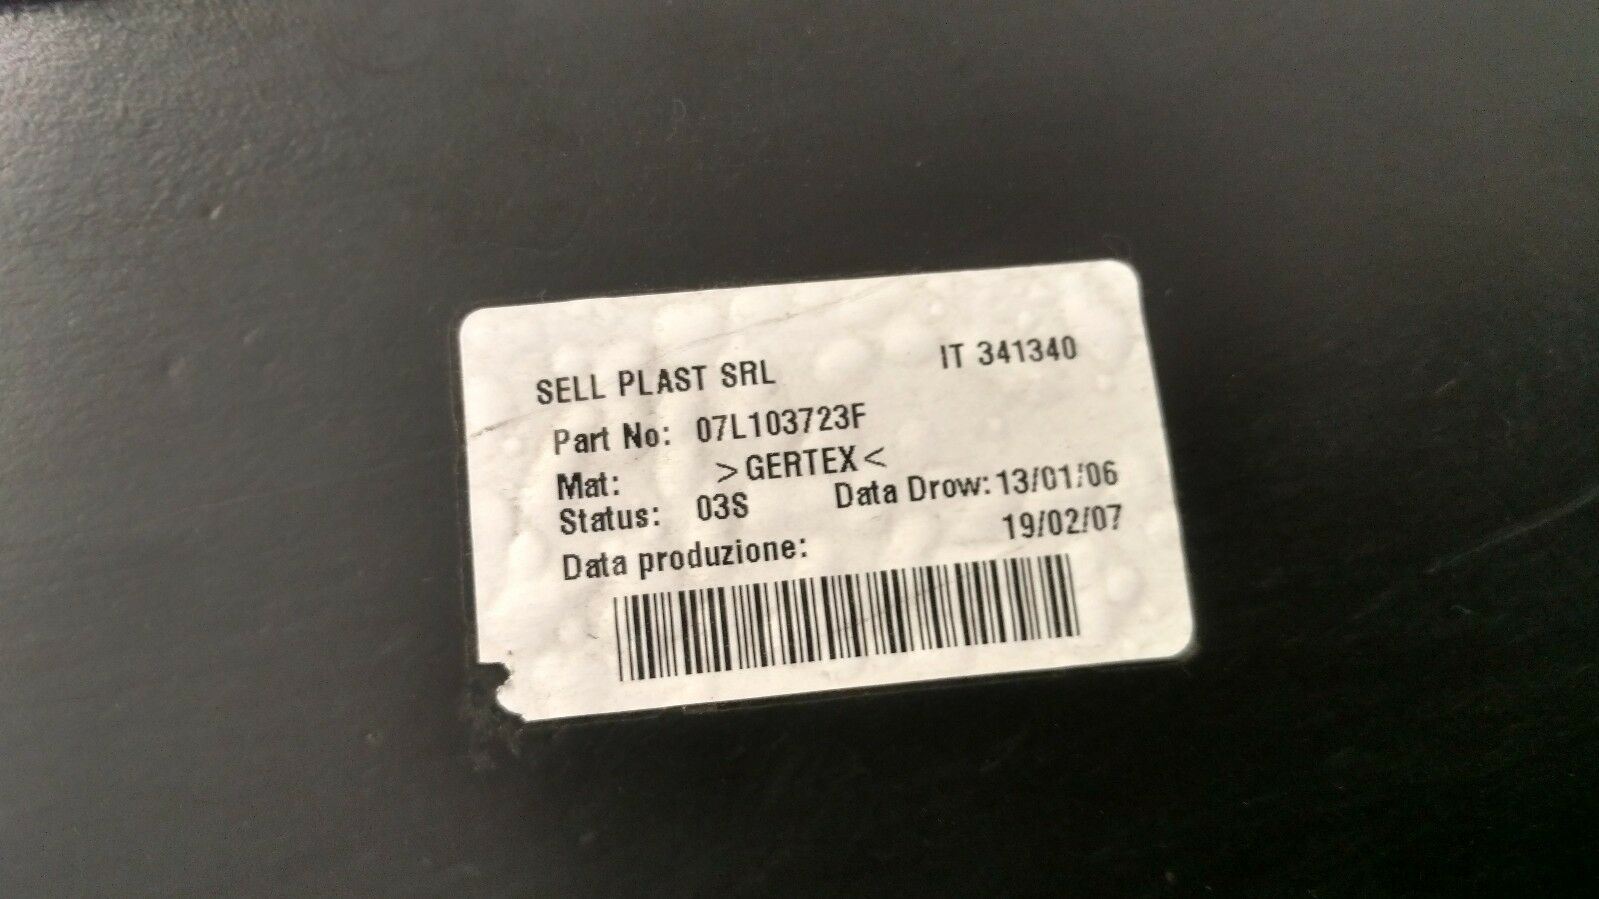 SELL PLAST SRL IT 341340
Part No: 07L103723F
Mat: >GERTEX<
Status: 03S Data Drow: 13/01/06
Data produzione: 19/02/07